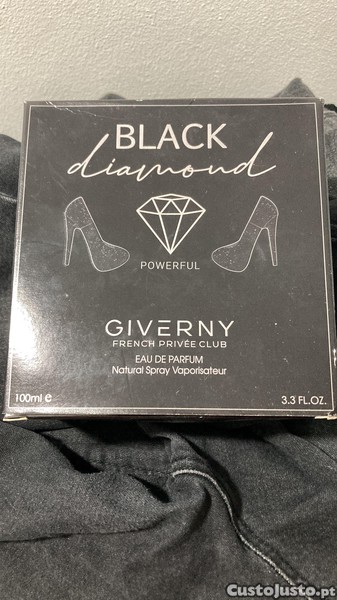 BLACK
diamond
POWERFUL
GIVERNY
FRENCH PRIVÉE CLUB
EAU DE PARFUM
Natural Spray Vaporisateur
100ml e 3.3 FL.OZ.
CustoJusto.pt